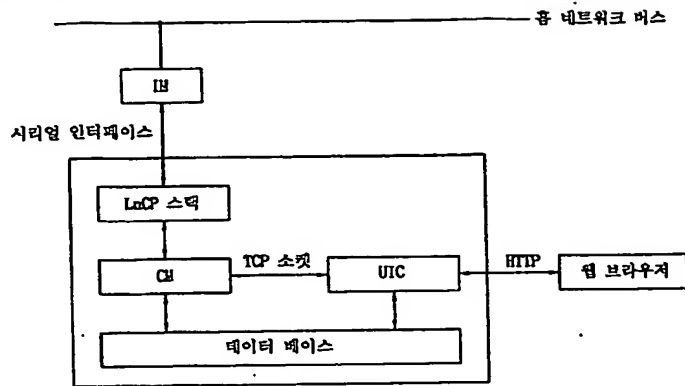 홈 네트워크 버스
IM
시리얼 인터페이스
LnCP 스택
CM
TCP 소켓
UIC
HTTP
웹 브라우저
데이터 베이스